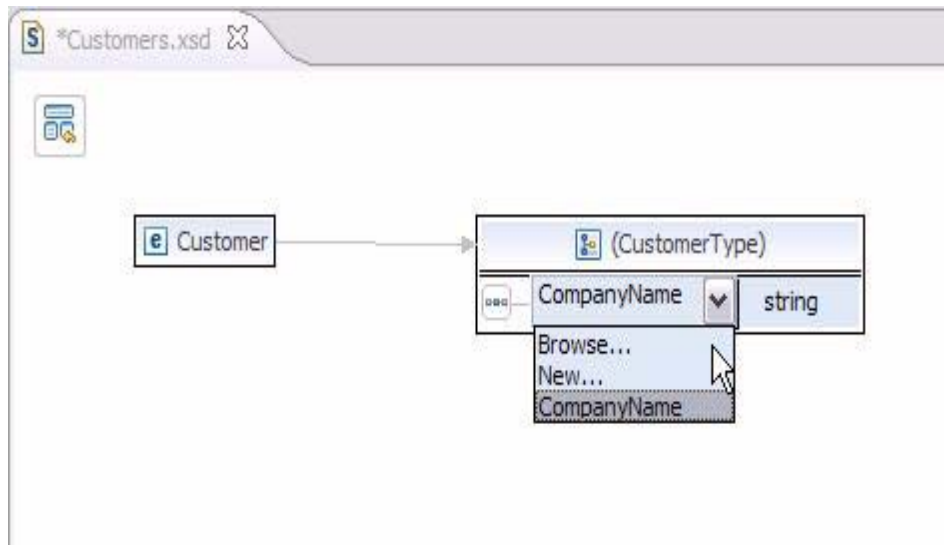 S *Customers.xsd
e Customer
(CustomerType)
CompanyName string
Browse...
New...
CompanyName